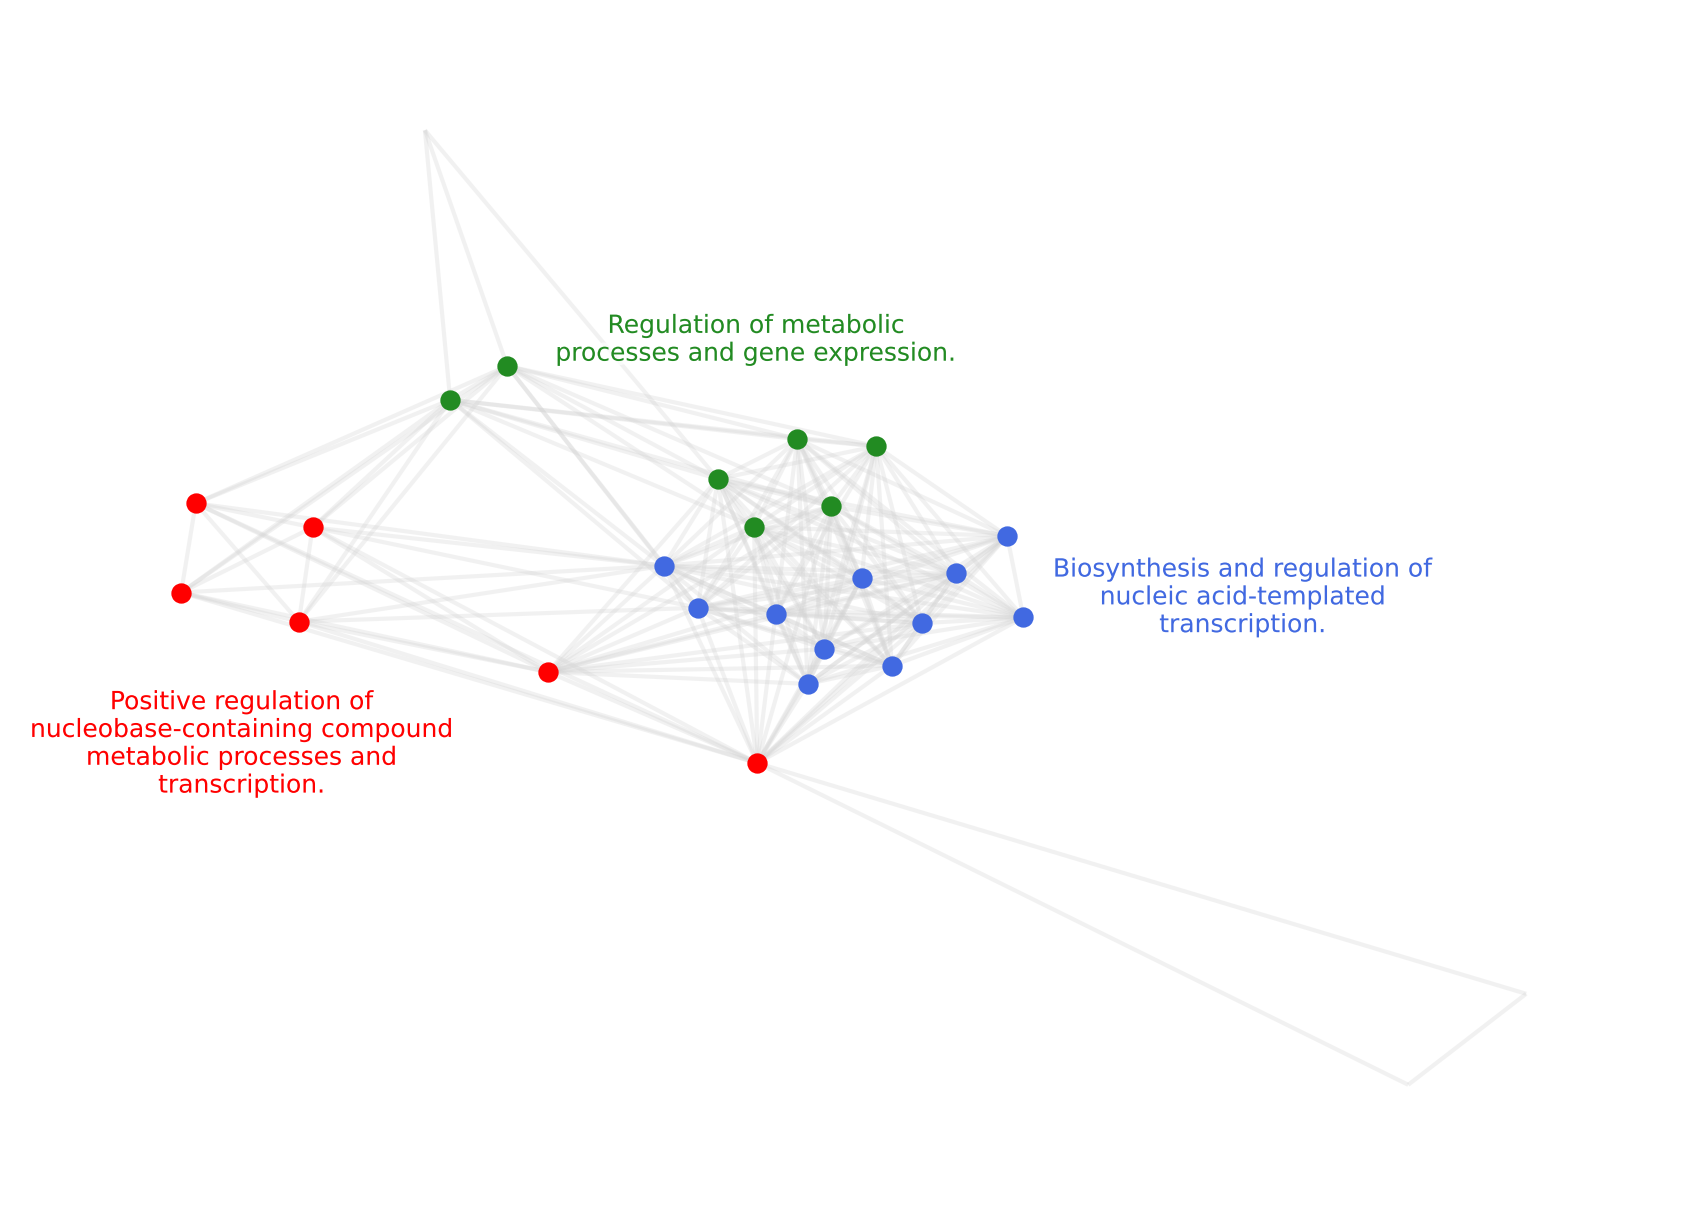 Regulation of metabolic
processes and gene expression.
Biosynthesis and regulation of
nucleic acid-templated
transcription.
Positive regulation of
nucleobase-containing compound
metabolic processes and
transcription.